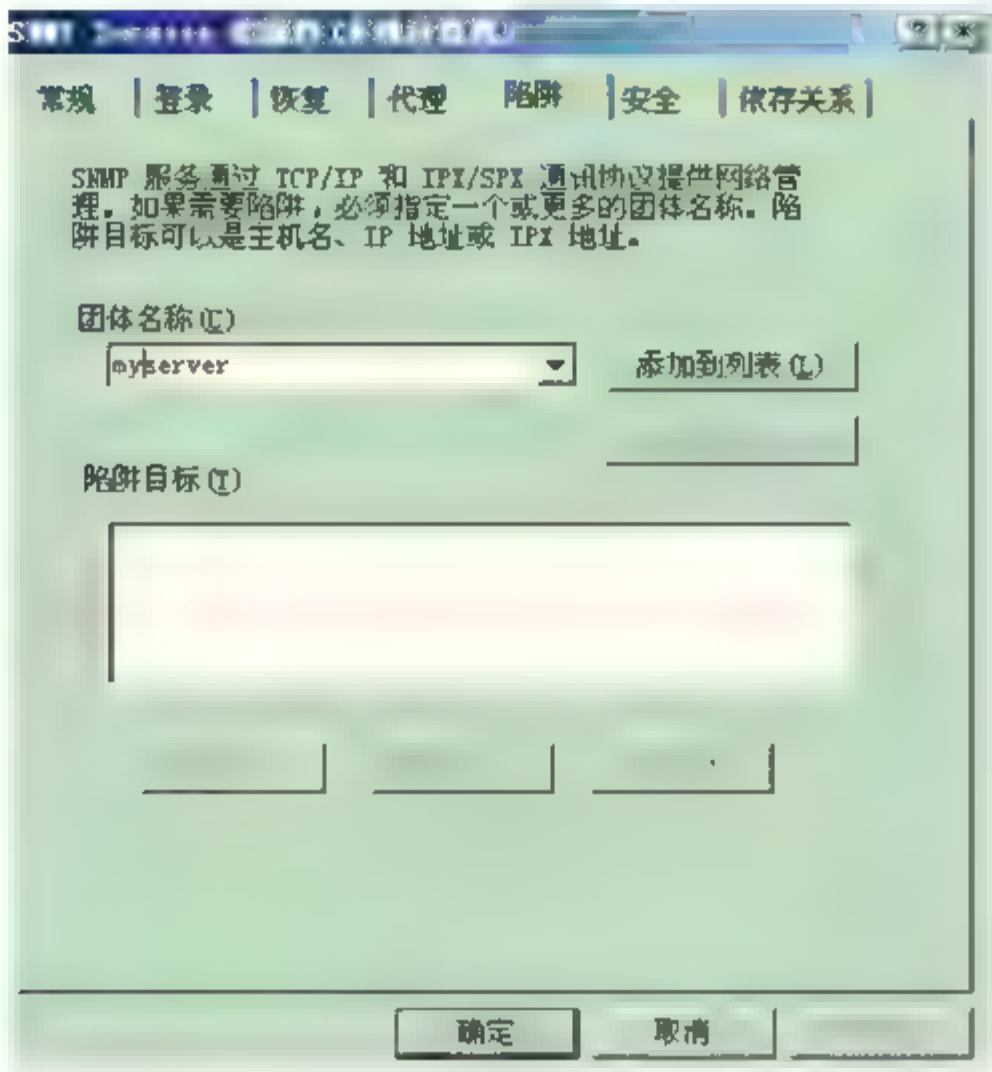 常规 登录 恢复 代理 陷阱 安全 依存关系
SNMP 服务通过 TCP/IP 和 IPX/SPX 通讯协议提供网络管
理。如果需要陷阱，必须指定一个或更多的团体名称。陷
阱目标可以是主机名、IP 地址或 IPX 地址。
团体名称(C)
myserver
添加到列表(L)
陷阱目标(T)
确定 取消